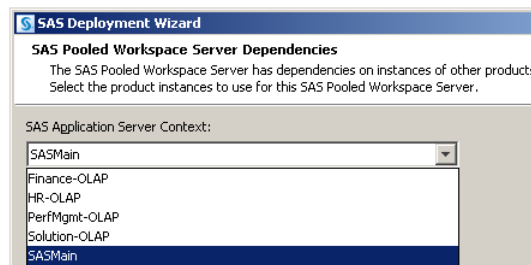 SAS Deployment Wizard
SAS Pooled Workspace Server Dependencies
The SAS Pooled Workspace Server has dependencies on instances of other products
Select the product instances to use for this SAS Pooled Workspace Server.
SAS Application Server Context:
SASMain
Finance-OLAP
HR-OLAP
PerfMgmt-OLAP
Solution-OLAP
SASMain